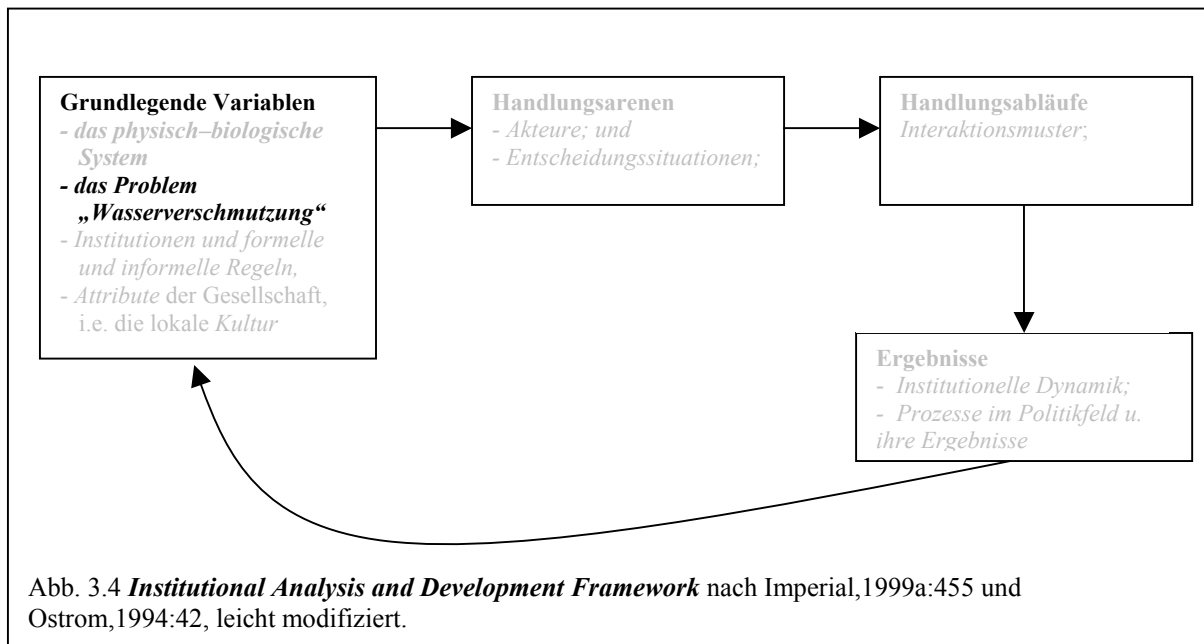 Grundlegende Variablen
- das physisch–biologische
System
- das Problem
„Wasserverschmutzung“
- Institutionen und formelle
und informelle Regeln,
- Attribute der Gesellschaft,
i.e. die lokale Kultur
Handlungsarenen
- Akteure; und
- Entscheidungssituationen;
Handlungsabläufe
Interaktionsmuster;
Ergebnisse
- Institutionelle Dynamik;
- Prozesse im Politikfeld u.
ihre Ergebnisse
Abb. 3.4 Institutional Analysis and Development Framework nach Imperial,1999a:455 und
Ostrom,1994:42, leicht modifiziert.